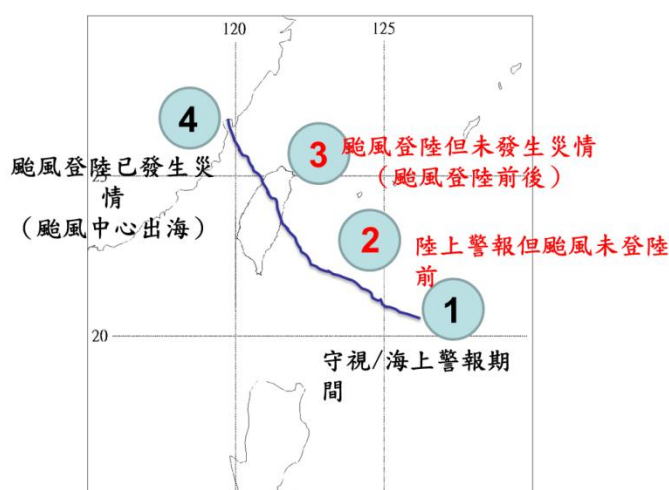 120
125
4
3
颱風登陸但未發生災情
（颱風登陸前後）
颱風登陸已發生災
情
（颱風中心出海）
25
2
陸上警報但颱風未登陸
前
1
20
守視/海上警報期
間